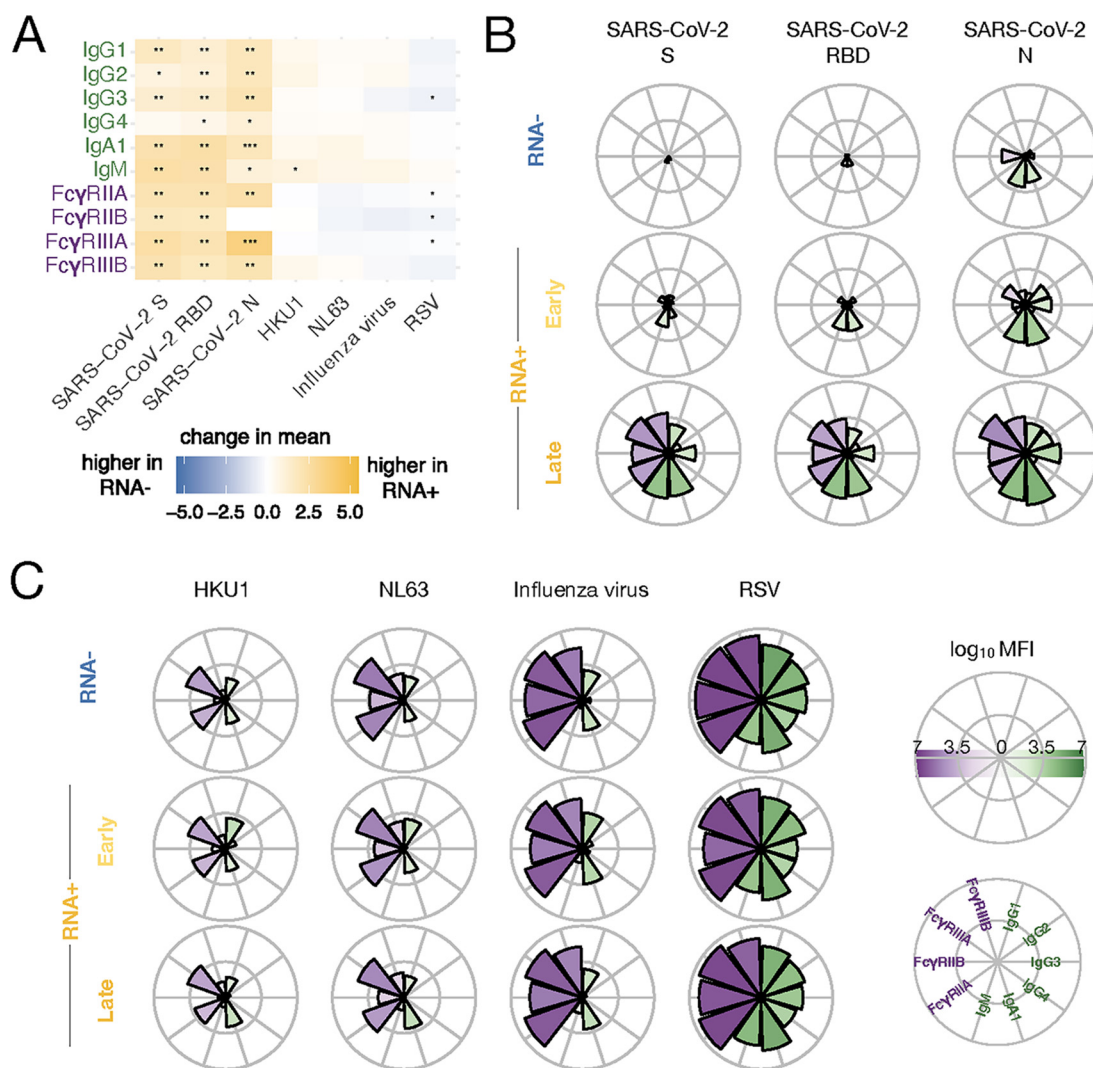 A
IgG1
IgG2
IgG3
IgG4
IgA1
IgM
FcγRIIA
FcγRIIB
FcγRIIIA
FcγRIIIB
** ** **
* ** **
** ** ** *
* *
** ** ***
** ** * *
** ** ** *
** ** *
** ** *** *
** ** **
SARS-CoV-2 S
SARS-CoV-2 RBD
SARS-CoV-2 N
HKU1
NL63
Influenza virus
RSV
change in mean
higher in
RNA-
higher in
RNA+
-5.0 -2.5 0.0 2.5 5.0
B
SARS-CoV-2
S
SARS-CoV-2
RBD
SARS-CoV-2
N
RNA-
RNA+
Early
Late
C
HKU1 NL63 Influenza virus RSV
RNA-
RNA+
Early
Late
log₁₀ MFI
7 3.5 0 3.5 7
FcγRIIIB
IgG1
FcγRIIIA
IgG2
FcγRIIB
IgG3
FcγRIIA
IgG4
IgM
IgA1